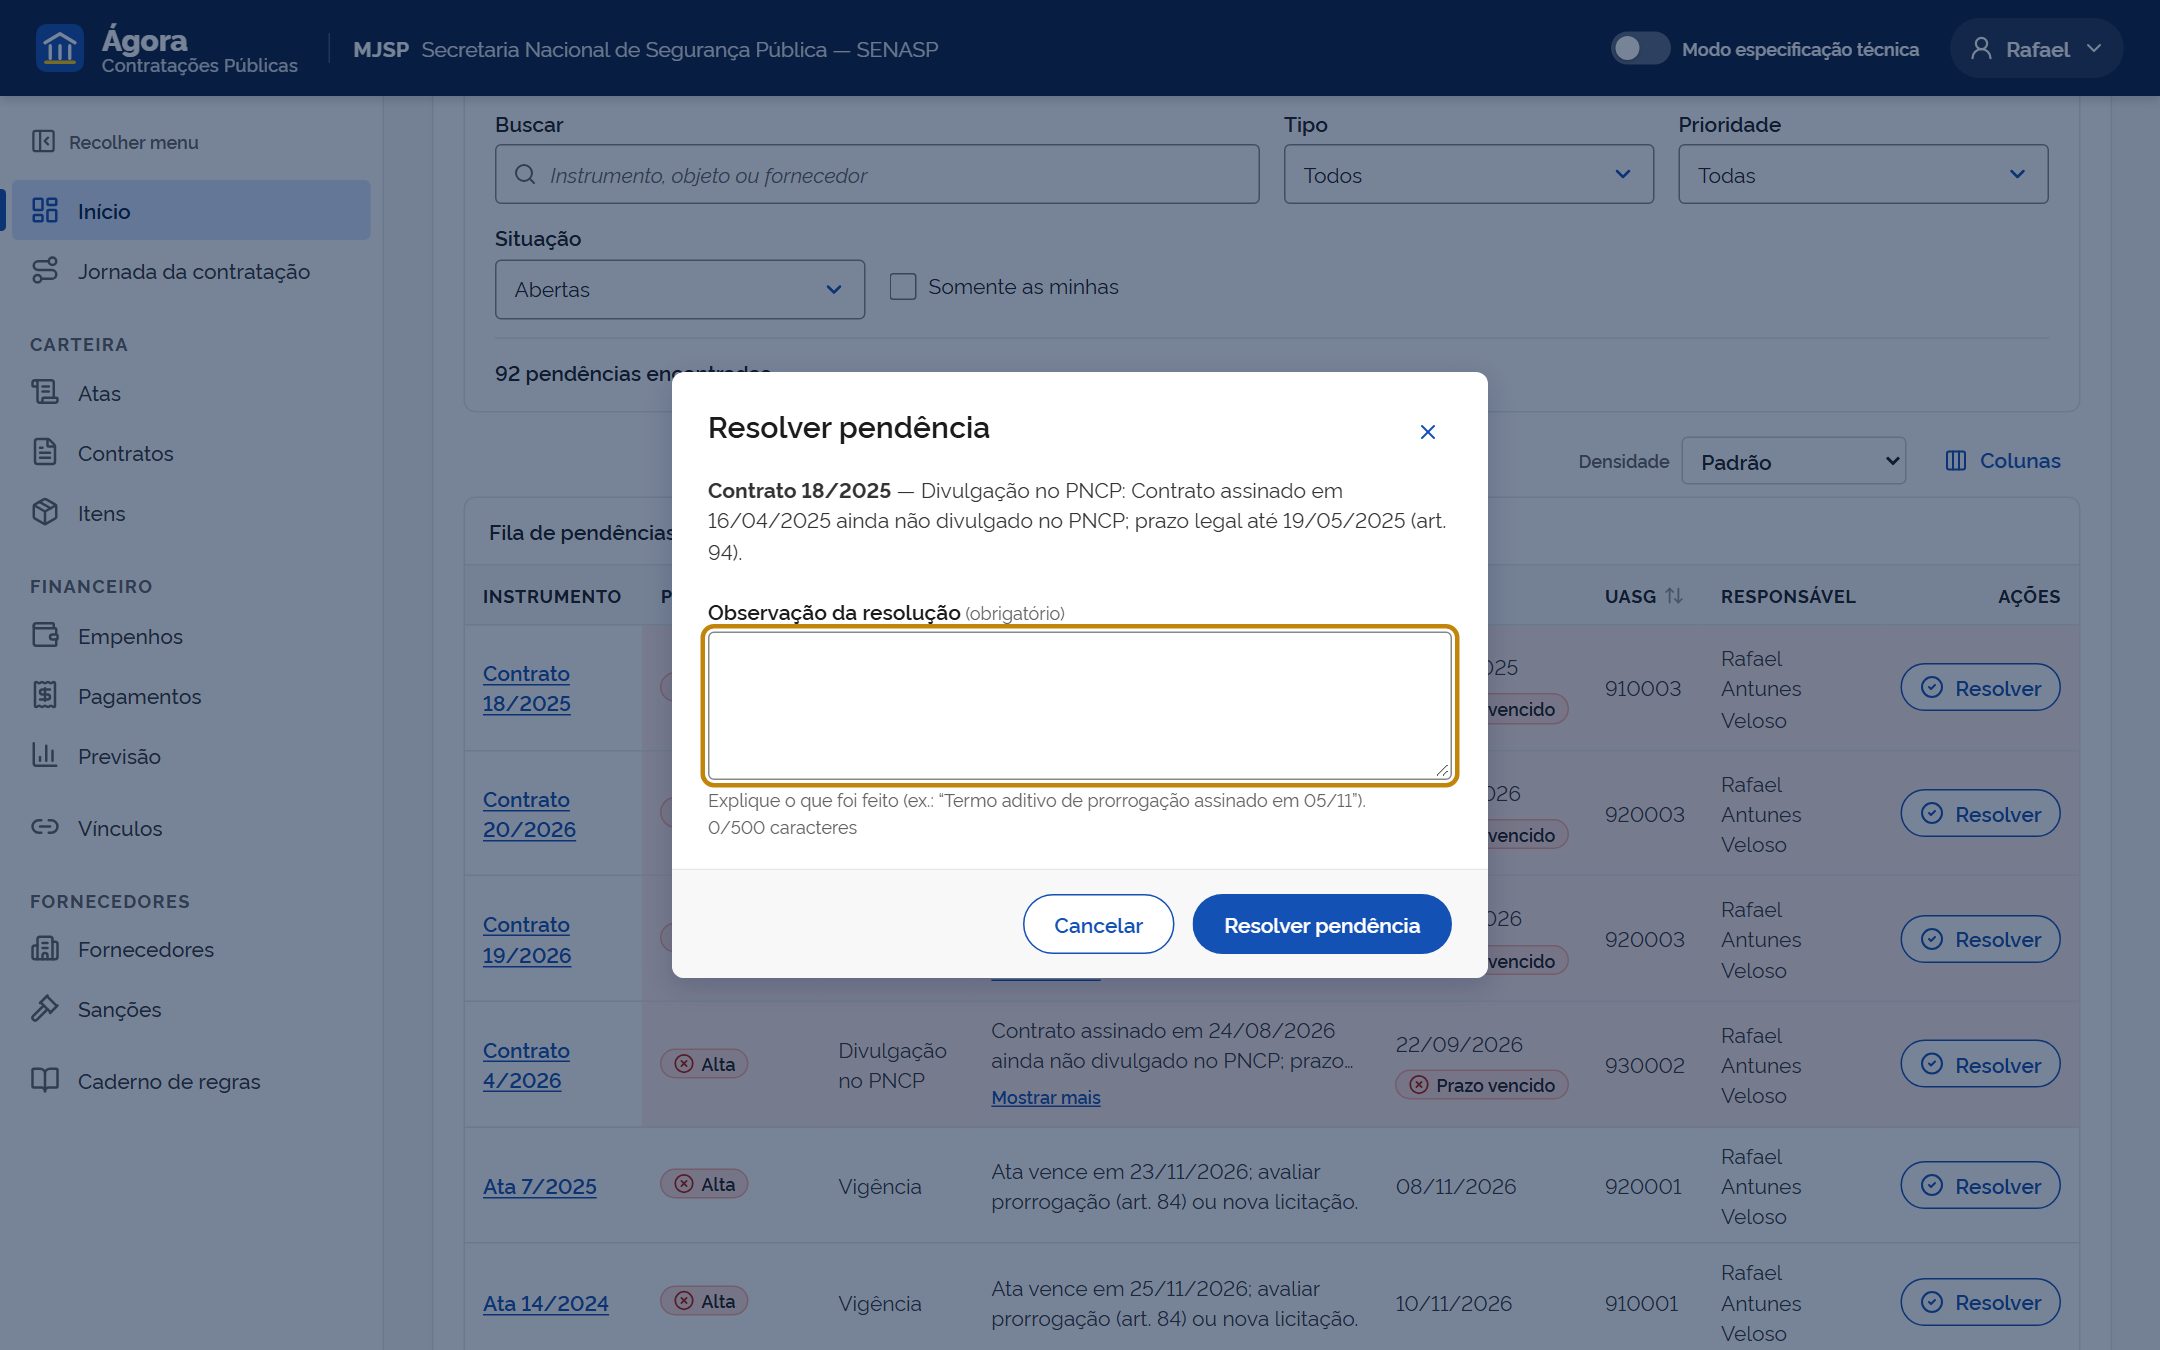 Ágora
Contratações Públicas
MJSP Secretaria Nacional de Segurança Pública — SENASP
Modo especificação técnica
Rafael
Recolher menu
Início
Jornada da contratação
CARTEIRA
Atas
Contratos
Itens
FINANCEIRO
Empenhos
Pagamentos
Previsão
Vínculos
FORNECEDORES
Fornecedores
Sanções
Caderno de regras
Buscar
Instrumento, objeto ou fornecedor
Tipo
Todos
Prioridade
Todas
Situação
Abertas
Somente as minhas
92 pendências
Densidade
Padrão
Colunas
Fila de pendências
INSTRUMENTO
UASG
RESPONSÁVEL
AÇÕES
Contrato
18/2025
910003
Rafael
Antunes
Veloso
Resolver
Contrato
20/2026
vencido
920003
Rafael
Antunes
Veloso
Resolver
Contrato
19/2026
vencido
920003
Rafael
Antunes
Veloso
Resolver
Contrato
4/2026
Alta
Divulgação
no PNCP
Contrato assinado em 24/08/2026
ainda não divulgado no PNCP; prazo…
Mostrar mais
22/09/2026
Prazo vencido
930002
Rafael
Antunes
Veloso
Resolver
Ata 7/2025
Alta
Vigência
Ata vence em 23/11/2026; avaliar
prorrogação (art. 84) ou nova licitação.
08/11/2026
920001
Rafael
Antunes
Veloso
Resolver
Ata 14/2024
Alta
Vigência
Ata vence em 25/11/2026; avaliar
prorrogação (art. 84) ou nova licitação.
10/11/2026
910001
Rafael
Antunes
Veloso
Resolver
Resolver pendência
Contrato 18/2025 — Divulgação no PNCP: Contrato assinado em
16/04/2025 ainda não divulgado no PNCP; prazo legal até 19/05/2025 (art.
94).
Observação da resolução (obrigatório)
Explique o que foi feito (ex.: “Termo aditivo de prorrogação assinado em 05/11”).
0/500 caracteres
Cancelar
Resolver pendência